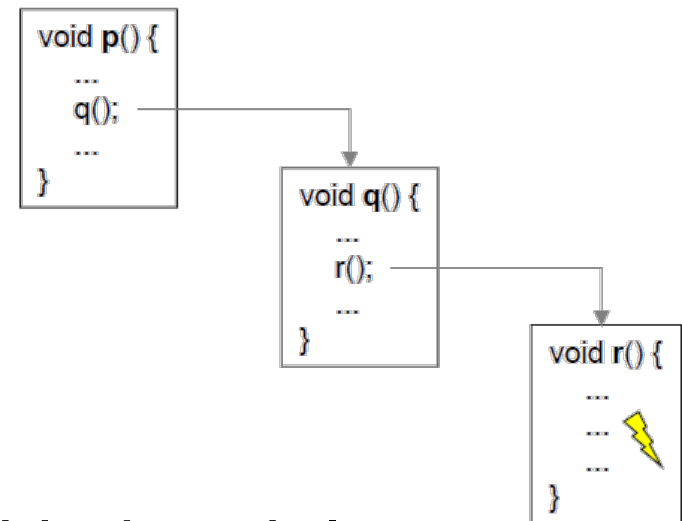 void p() {
...
q();
...
}
void q() {
...
r();
...
}
void r() {
...
...
...
}